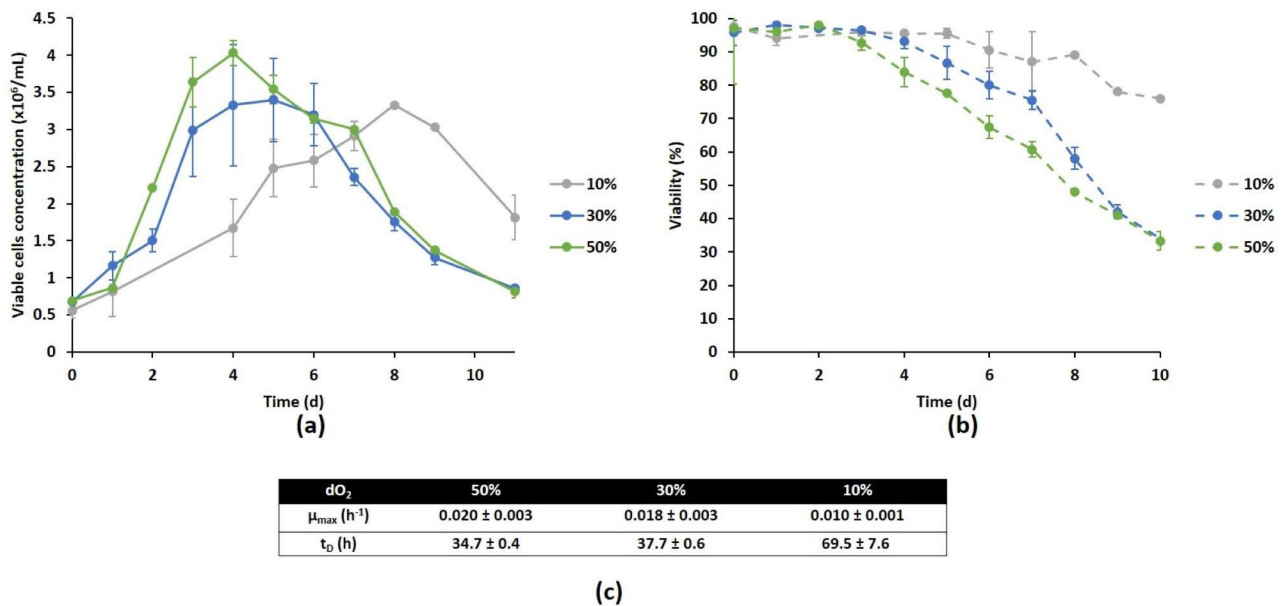 4.5
4
3.5
3
2.5
2
1.5
1
0.5
0
Viable cells concentration (x10⁶/mL)
0 2 4 6 8 10
Time (d)
10%
30%
50%
(a)
100
90
80
70
60
50
40
30
20
10
0
Viability (%)
0 2 4 6 8 10
Time (d)
10%
30%
50%
(b)
dO₂ 50% 30% 10%
μmax (h⁻¹) 0.020 ± 0.003 0.018 ± 0.003 0.010 ± 0.001
tD (h) 34.7 ± 0.4 37.7 ± 0.6 69.5 ± 7.6
(c)